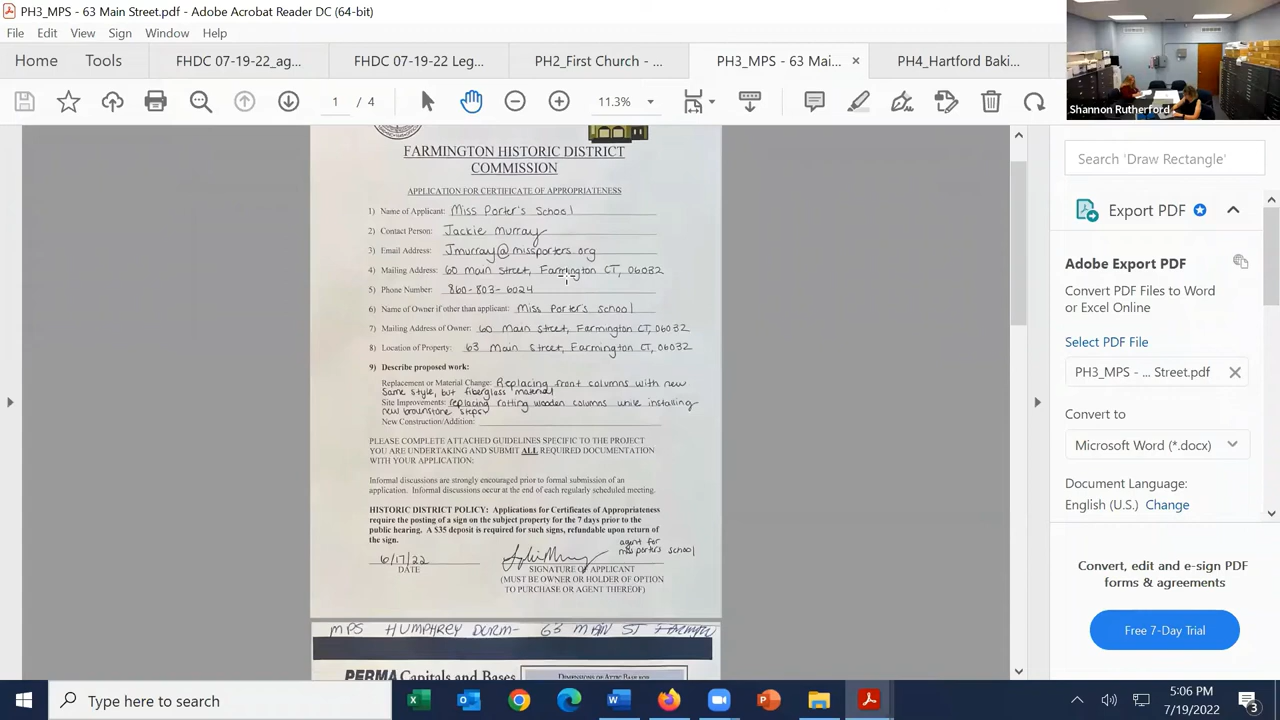 PH3_MPS - 63 Main Street.pdf - Adobe Acrobat Reader DC (64-bit)
File Edit View Sign Window Help
Home Tools FHDC 07-19-22_ag... FHDC 07-19-22 Leg... PH2_First Church - ... PH3_MPS - 63 Mai... × PH4_Hartford Baki...
1 / 4 11.3%
Shannon Rutherford
Search 'Draw Rectangle'
Export PDF
Adobe Export PDF
Convert PDF Files to Word
or Excel Online
Select PDF File
PH3_MPS - ... Street.pdf
Convert to
Microsoft Word (*.docx)
Document Language:
English (U.S.) Change
Convert, edit and e-sign PDF
forms & agreements
Free 7-Day Trial
FARMINGTON HISTORIC DISTRICT
COMMISSION
APPLICATION FOR CERTIFICATE OF APPROPRIATENESS
1) Name of Applicant: Miss Porter's School
2) Contact Person: Jackie Murray
3) Email Address: Jmurray@missporters.org
4) Mailing Address: 60 main street, Farmington CT, 06032
5) Phone Number: 860-803-6024
6) Name of Owner if other than applicant: Miss Porter's school
7) Mailing Address of Owner: 60 Main Street, Farmington CT, 06032
8) Location of Property: 63 Main Street, Farmington CT, 06032
9) Describe proposed work:
Replacement or Material Change: Replacing front columns with new
same style, but fiberglass material
Site Improvements: replacing rotting wooden columns while installing
new brownstone steps
New Construction/Addition:
PLEASE COMPLETE ATTACHED GUIDELINES SPECIFIC TO THE PROJECT
YOU ARE UNDERTAKING AND SUBMIT ALL REQUIRED DOCUMENTATION
WITH YOUR APPLICATION:
Informal discussions are strongly encouraged prior to formal submission of an
application. Informal discussions occur at the end of each regularly scheduled meeting.
HISTORIC DISTRICT POLICY: Applications for Certificates of Appropriateness
require the posting of a sign on the subject property for the 7 days prior to the
public hearing. A $35 deposit is required for such signs, refundable upon return of
the sign.
agent for
miss porter's school
6/17/22
DATE
SIGNATURE OF APPLICANT
(MUST BE OWNER OR HOLDER OF OPTION
TO PURCHASE OR AGENT THEREOF)
MPS HUMPHREY DORM- 63 MAIN ST
PERMA Capitals and Bases
DIMENSIONS OF ATTIC BASE FOR
Type here to search
5:06 PM
7/19/2022
3